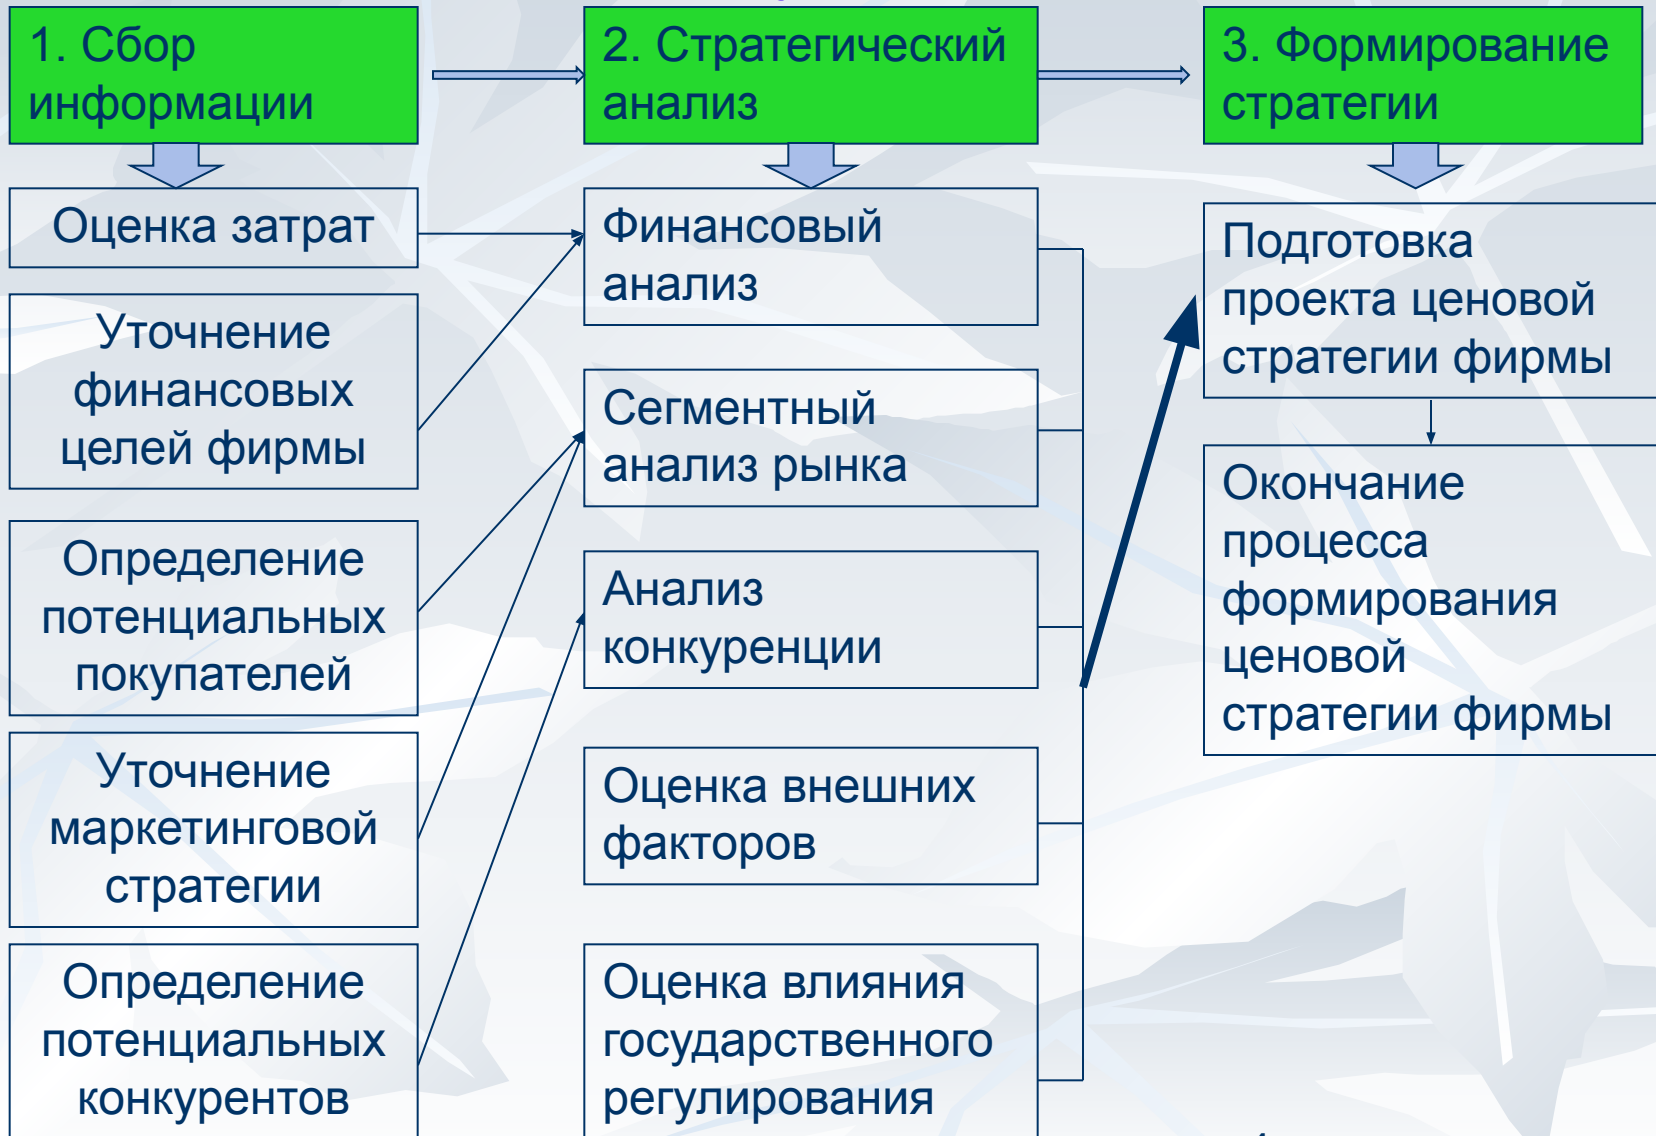 1. Сбор
информации
2. Стратегический
анализ
3. Формирование
стратегии
Оценка затрат
Уточнение
финансовых
целей фирмы
Определение
потенциальных
покупателей
Уточнение
маркетинговой
стратегии
Определение
потенциальных
конкурентов
Финансовый
анализ
Сегментный
анализ рынка
Анализ
конкуренции
Оценка внешних
факторов
Оценка влияния
государственного
регулирования
Подготовка
проекта ценовой
стратегии фирмы
Окончание
процесса
формирования
ценовой
стратегии фирмы